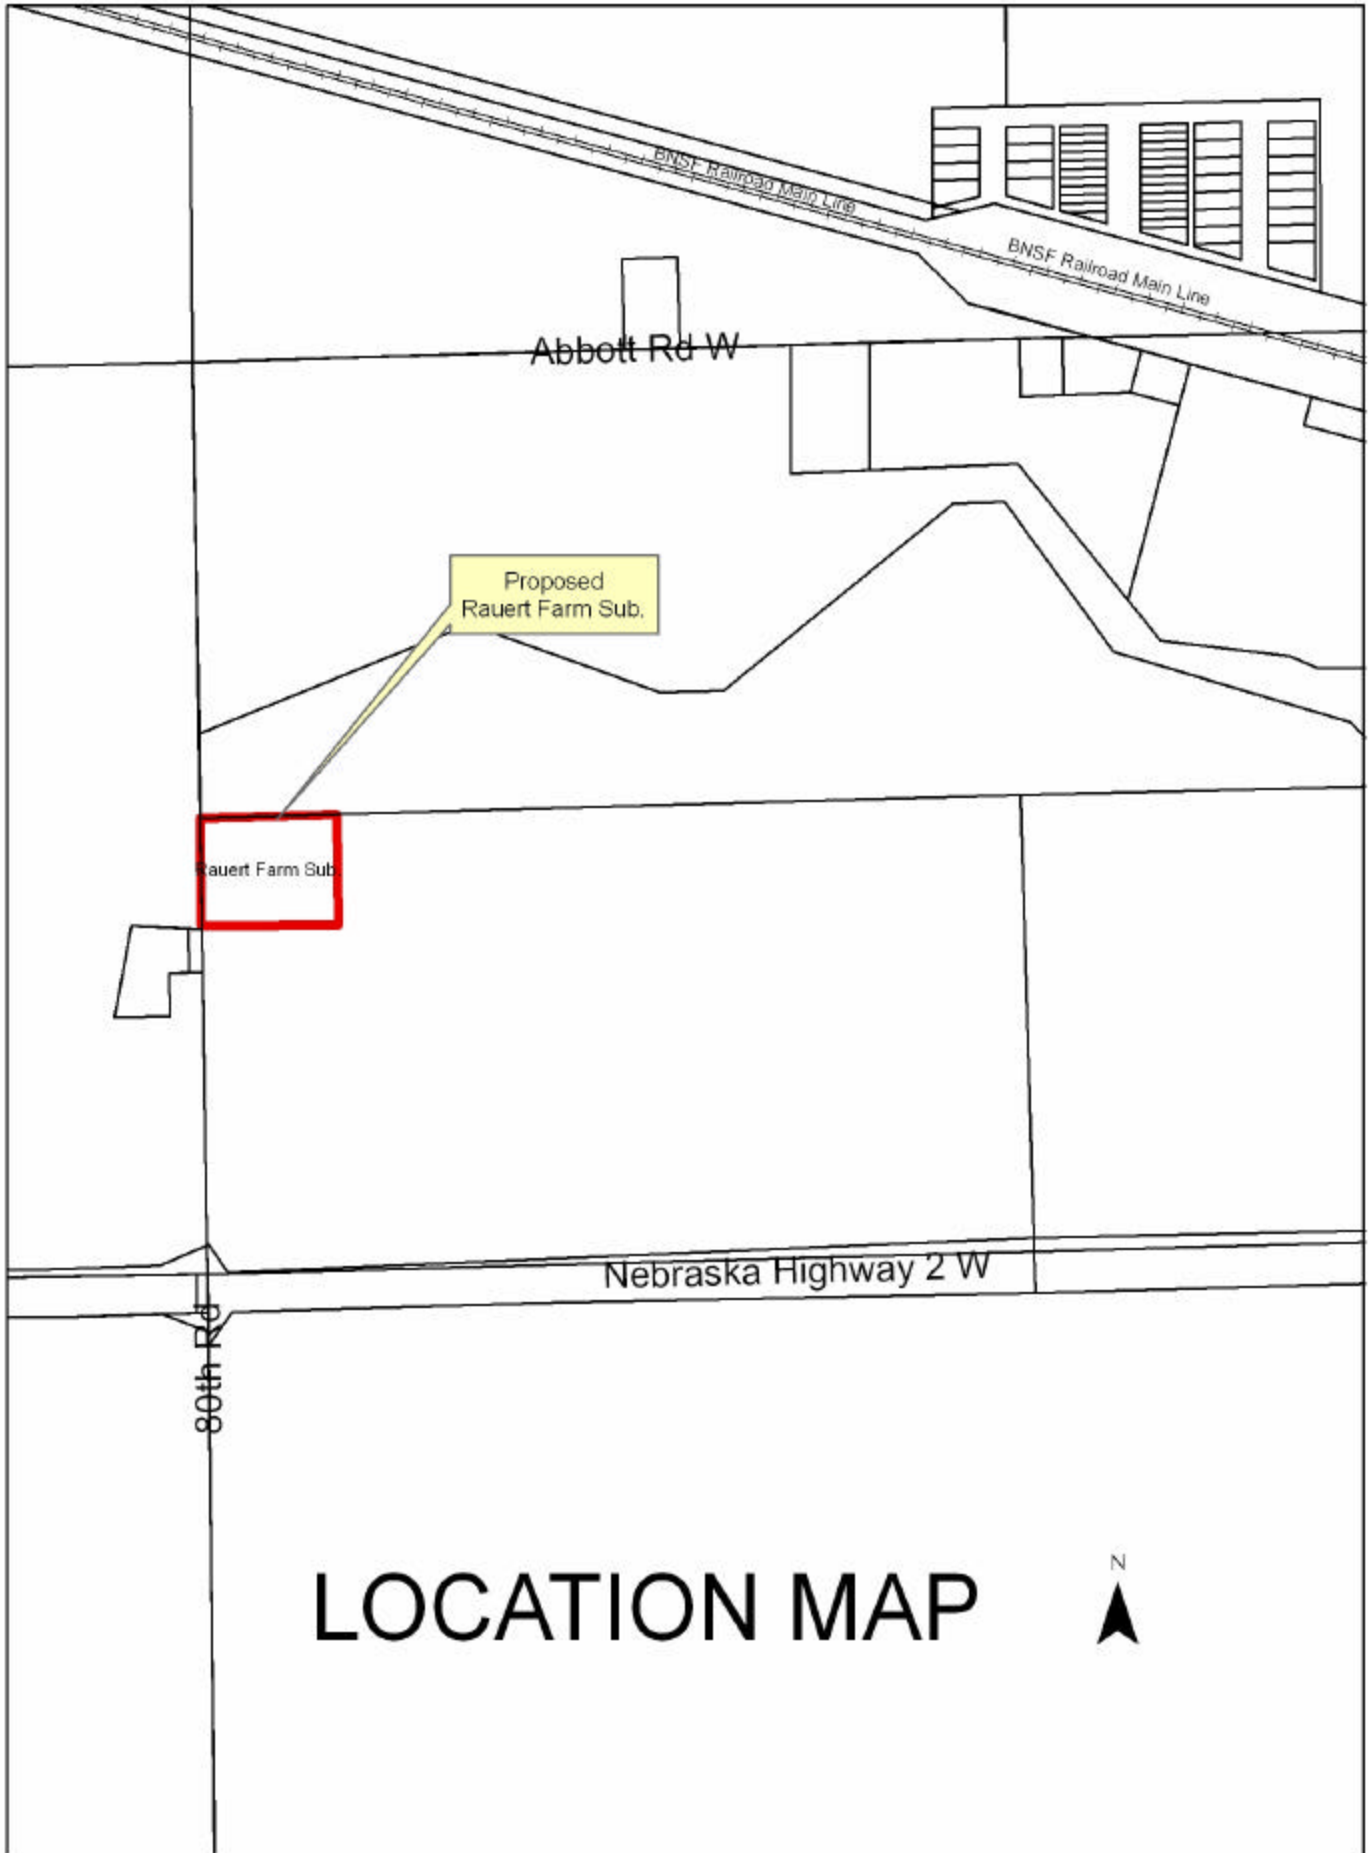 BNSF Railroad Main Line
BNSF Railroad Main Line
Abbott Rd W
Proposed
Rauert Farm Sub.
Rauert Farm Sub.
Nebraska Highway 2 W
80th Rd
N
LOCATION MAP